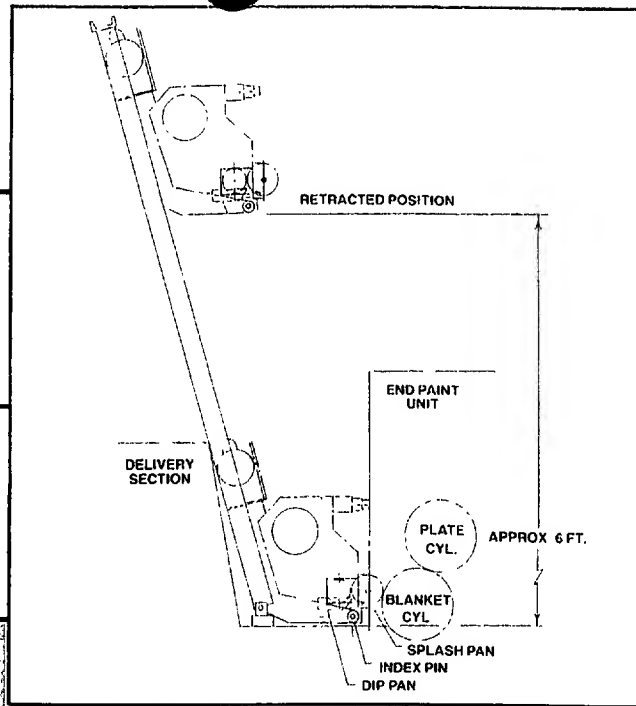 RETRACTED POSITION
END PAINT
UNIT
DELIVERY
SECTION
PLATE
CYL.
APPROX 6 FT.
BLANKET
CYL
SPLASH PAN
INDEX PIN
DIP PAN